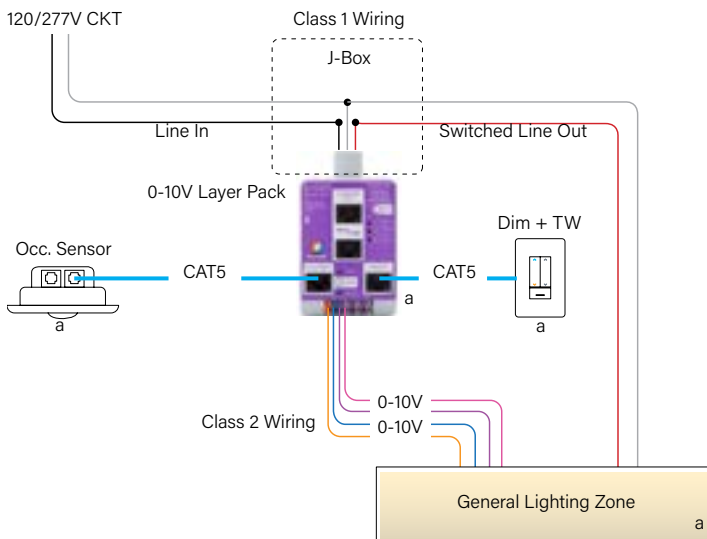 120/277V CKT
Class 1 Wiring
J-Box
Line In
Switched Line Out
0-10V Layer Pack
Dim + TW
Occ. Sensor
CAT5
CAT5
a
a
a
0-10V
Class 2 Wiring
0-10V
General Lighting Zone
a